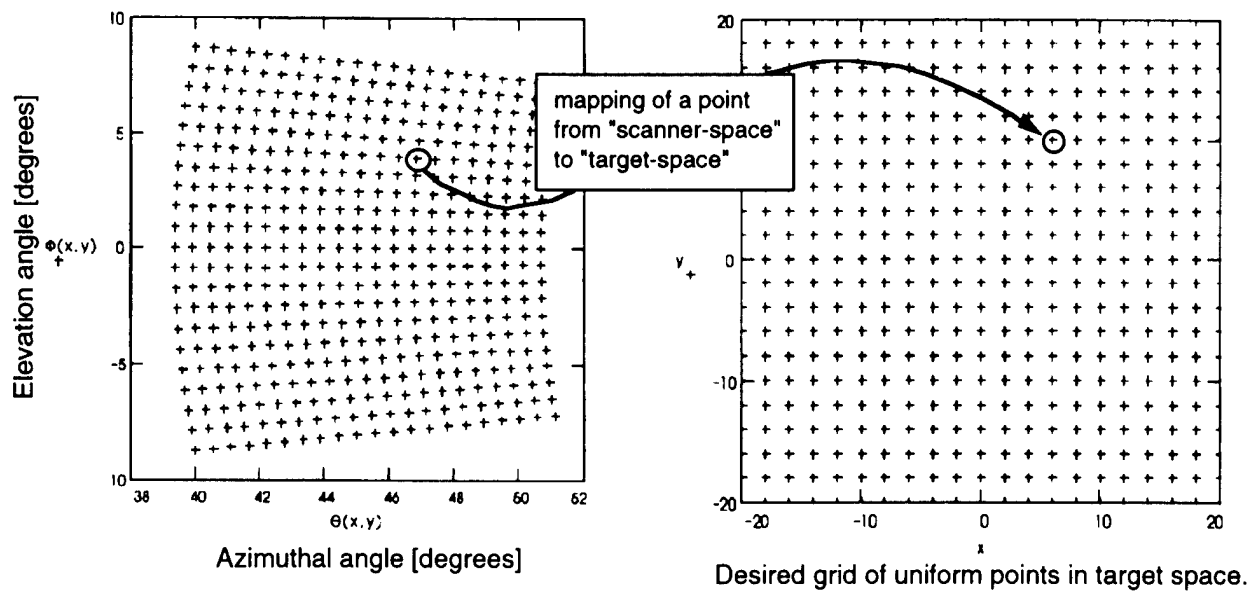 Elevation angle [degrees]
10
5
0
-5
10
Φ(x,y)
+
38 40 42 44 46 48 50 52
θ(x,y)
Azimuthal angle [degrees]
mapping of a point
from "scanner-space"
to "target-space"
20
10
0
-10
-20
y
+
-20 -10 0 10 20
x
Desired grid of uniform points in target space.